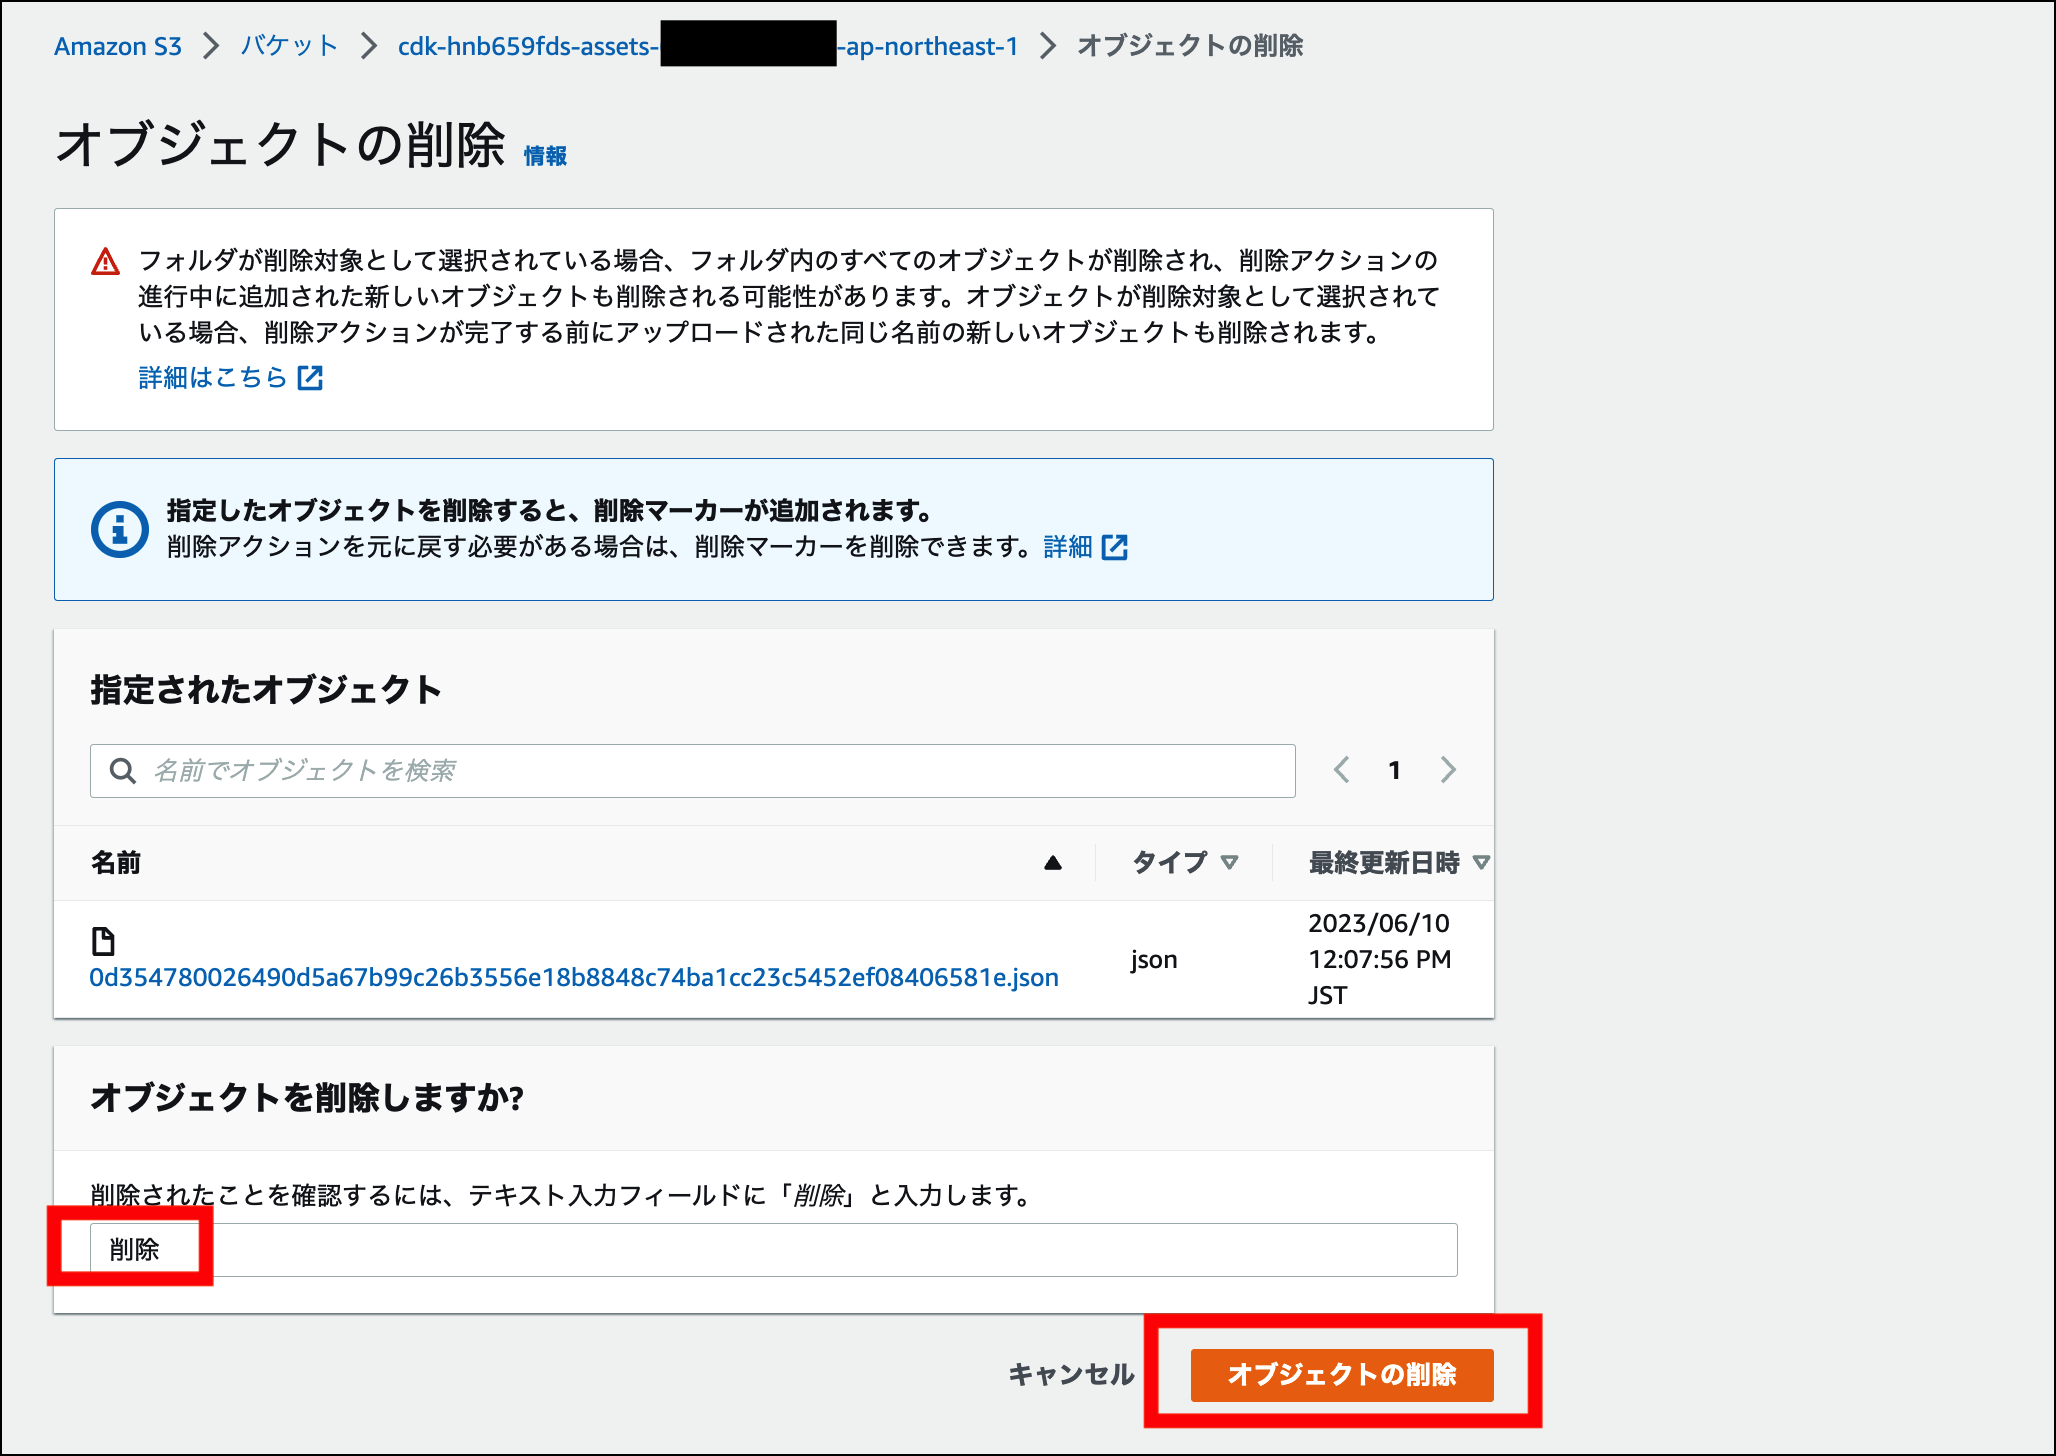 Amazon S3 > バケット > cdk-hnb659fds-assets- -ap-northeast-1 > オブジェクトの削除
オブジェクトの削除 情報
フォルダが削除対象として選択されている場合、フォルダ内のすべてのオブジェクトが削除され、削除アクションの
進行中に追加された新しいオブジェクトも削除される可能性があります。オブジェクトが削除対象として選択されて
いる場合、削除アクションが完了する前にアップロードされた同じ名前の新しいオブジェクトも削除されます。
詳細はこちら
指定したオブジェクトを削除すると、削除マーカーが追加されます。
削除アクションを元に戻す必要がある場合は、削除マーカーを削除できます。詳細
指定されたオブジェクト
名前でオブジェクトを検索
1
名前 タイプ 最終更新日時
0d354780026490d5a67b99c26b3556e18b8848c74ba1cc23c5452ef08406581e.json
json
2023/06/10
12:07:56 PM
JST
オブジェクトを削除しますか?
削除されたことを確認するには、テキスト入力フィールドに「削除」と入力します。
削除
キャンセル オブジェクトの削除